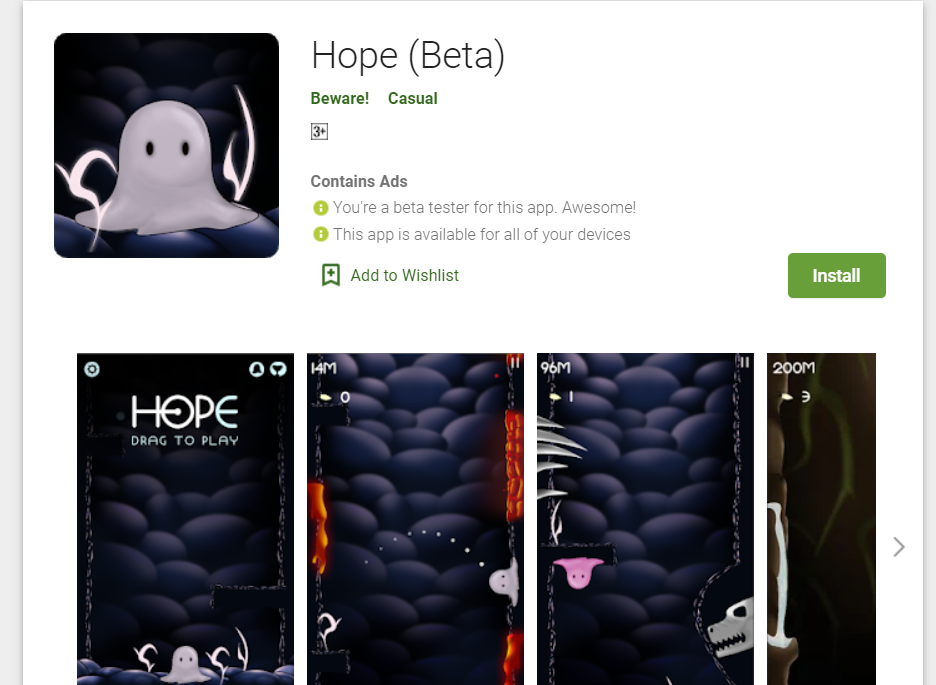 Hope (Beta)
Beware! Casual
3+
Contains Ads
You're a beta tester for this app. Awesome!
This app is available for all of your devices
Add to Wishlist
Install
HOPE
DRAG TO PLAY
14M
0
96M
1
200M
3